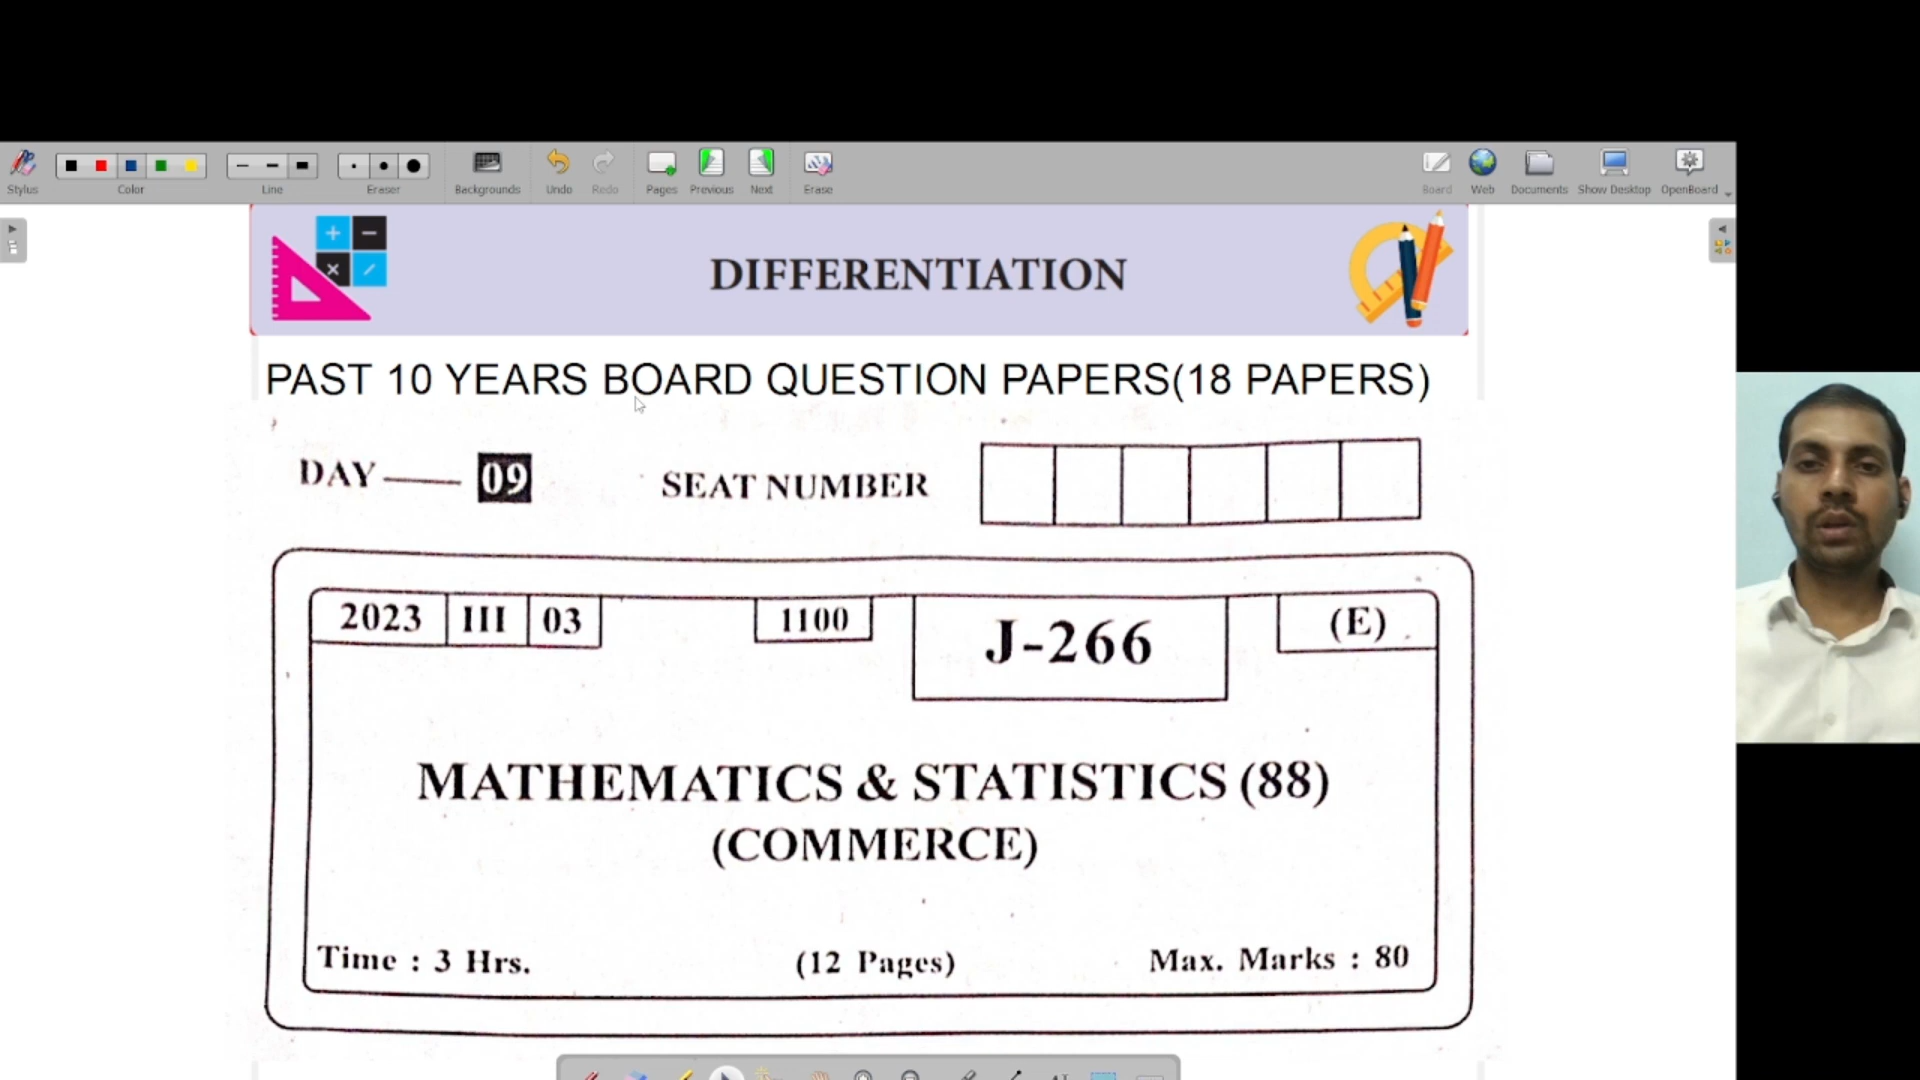 Stylus Color Line Eraser Backgrounds Undo Redo Pages Previous Next Erase Board Web Documents Show Desktop OpenBoard
DIFFERENTIATION
PAST 10 YEARS BOARD QUESTION PAPERS(18 PAPERS)
DAY — 09 SEAT NUMBER
2023 III 03 1100 J-266 (E)
MATHEMATICS & STATISTICS (88)
(COMMERCE)
Time : 3 Hrs. (12 Pages) Max. Marks : 80